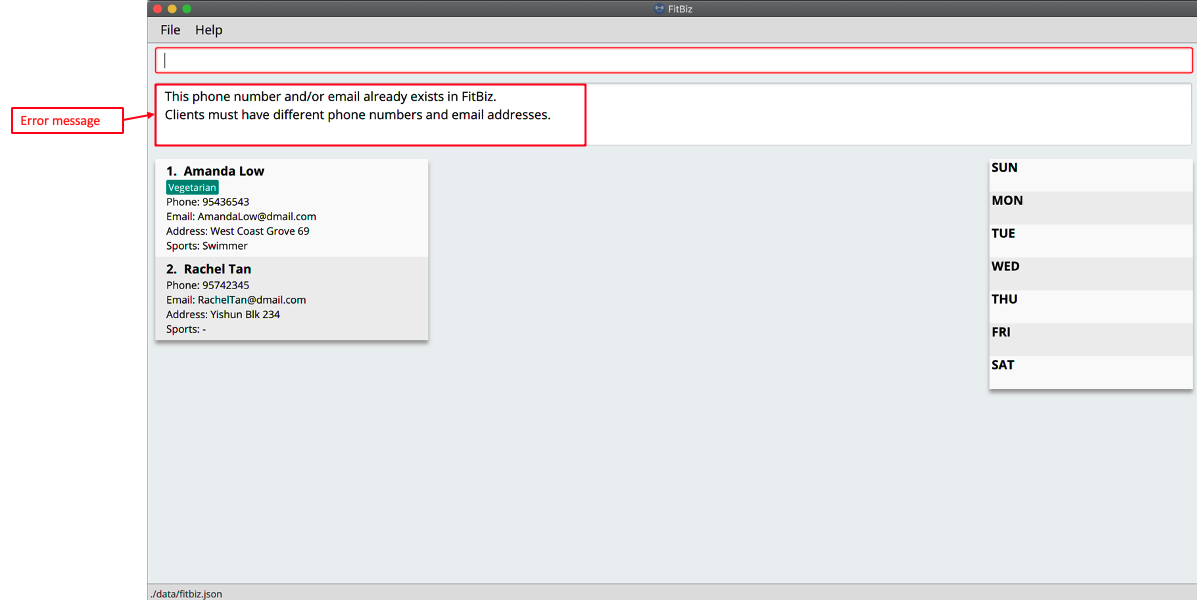 FitBiz
File Help
This phone number and/or email already exists in FitBiz.
Clients must have different phone numbers and email addresses.
Error message
1. Amanda Low
Vegetarian
Phone: 95436543
Email: AmandaLow@dmail.com
Address: West Coast Grove 69
Sports: Swimmer
2. Rachel Tan
Phone: 95742345
Email: RachelTan@dmail.com
Address: Yishun Blk 234
Sports: -
SUN
MON
TUE
WED
THU
FRI
SAT
./data/fitbiz.json